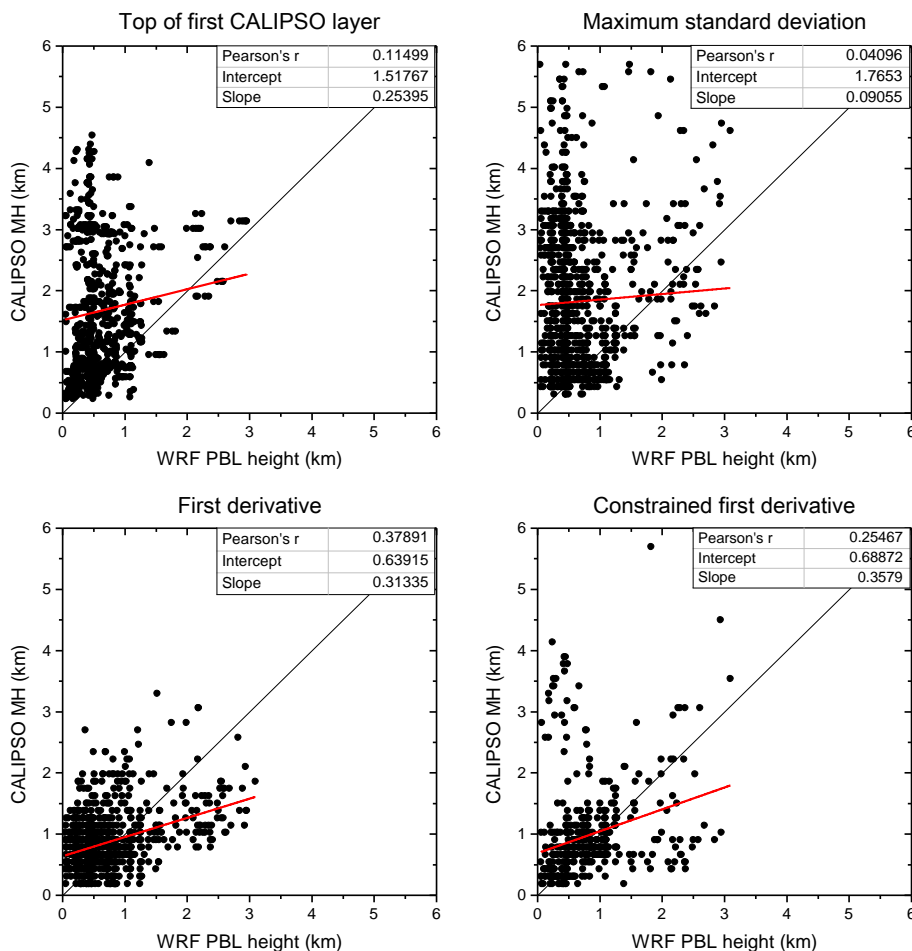 Top of first CALIPSO layer
Pearson's r 0.11499
Intercept 1.51767
Slope 0.25395
6
5
4
3
2
1
0
CALIPSO MH (km)
0 1 2 3 4 5 6
WRF PBL height (km)
Maximum standard deviation
Pearson's r 0.04096
Intercept 1.7653
Slope 0.09055
6
5
4
3
2
1
0
CALIPSO MH (km)
0 1 2 3 4 5 6
WRF PBL height (km)
First derivative
Pearson's r 0.37891
Intercept 0.63915
Slope 0.31335
6
5
4
3
2
1
0
CALIPSO MH (km)
0 1 2 3 4 5 6
WRF PBL height (km)
Constrained first derivative
Pearson's r 0.25467
Intercept 0.68872
Slope 0.3579
6
5
4
3
2
1
0
CALIPSO MH (km)
0 1 2 3 4 5 6
WRF PBL height (km)